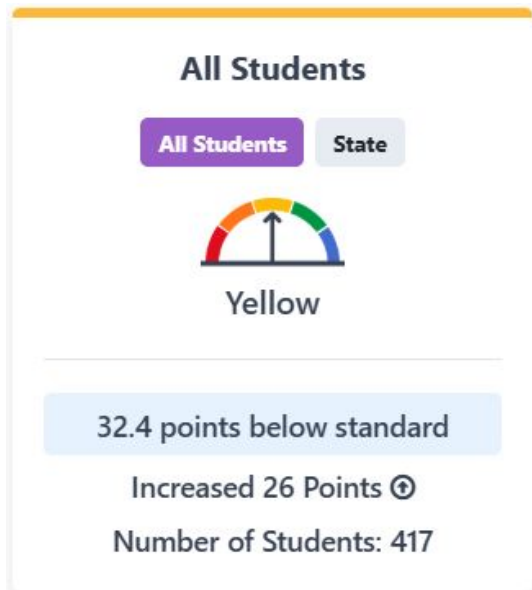 All Students
All Students State
Yellow
32.4 points below standard
Increased 26 Points
Number of Students: 417